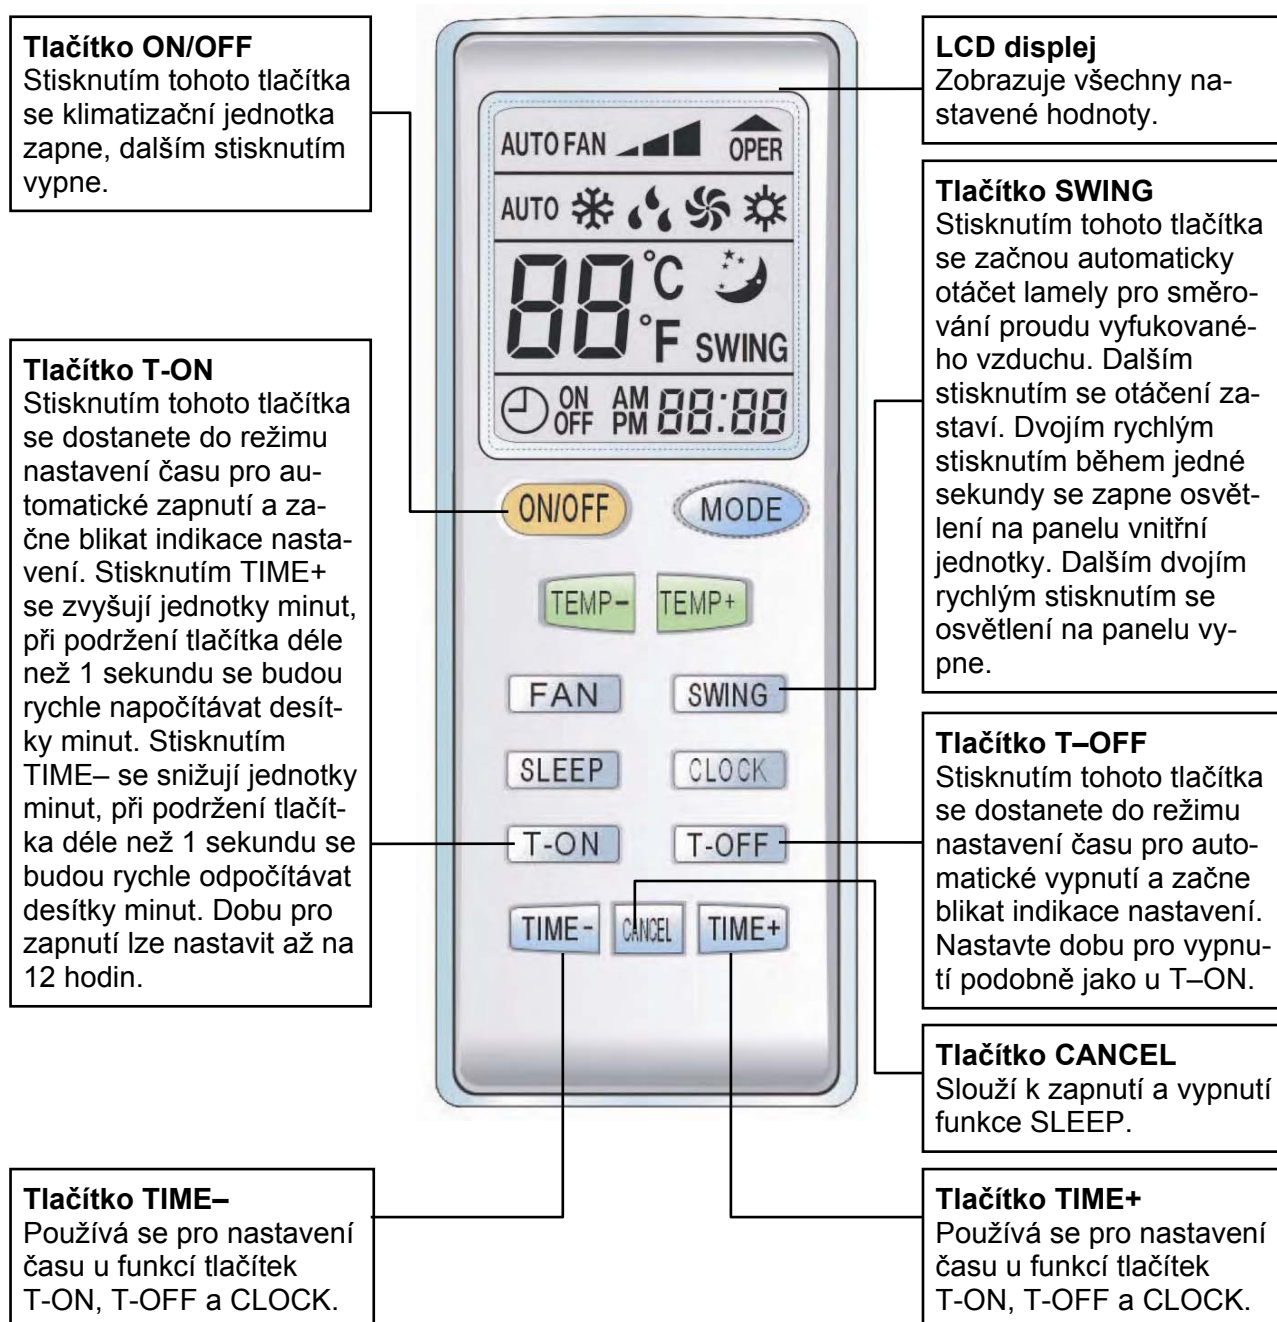 Tlačítko ON/OFF
Stisknutím tohoto tlačítka
se klimatizační jednotka
zapne, dalším stisknutím
vypne.
Tlačítko T-ON
Stisknutím tohoto tlačítka
se dostanete do režimu
nastavení času pro au-
tomatické zapnutí a za-
čne blikat indikace nasta-
vení. Stisknutím TIME+
se zvyšují jednotky minut,
při podržení tlačítka déle
než 1 sekundu se budou
rychle napočítávat desít-
ky minut. Stisknutím
TIME– se snižují jednotky
minut, při podržení tlačít-
ka déle než 1 sekundu se
budou rychle odpočítávat
desítky minut. Dobu pro
zapnutí lze nastavit až na
12 hodin.
Tlačítko TIME–
Používá se pro nastavení
času u funkcí tlačítek
T-ON, T-OFF a CLOCK.
AUTO FAN OPER
AUTO
88 °C
°F SWING
ON OFF AM PM 88:88
ON/OFF MODE
TEMP- TEMP+
FAN SWING
SLEEP CLOCK
T-ON T-OFF
TIME- CANCEL TIME+
LCD displej
Zobrazuje všechny na-
stavené hodnoty.
Tlačítko SWING
Stisknutím tohoto tlačítka
se začnou automaticky
otáčet lamely pro směro-
vání proudu vyfukované-
ho vzduchu. Dalším
stisknutím se otáčení za-
staví. Dvojím rychlým
stisknutím během jedné
sekundy se zapne osvět-
lení na panelu vnitřní
jednotky. Dalším dvojím
rychlým stisknutím se
osvětlení na panelu vy-
pne.
Tlačítko T–OFF
Stisknutím tohoto tlačítka
se dostanete do režimu
nastavení času pro auto-
matické vypnutí a začne
blikat indikace nastavení.
Nastavte dobu pro vypnu-
tí podobně jako u T–ON.
Tlačítko CANCEL
Slouží k zapnutí a vypnutí
funkce SLEEP.
Tlačítko TIME+
Používá se pro nastavení
času u funkcí tlačítek
T-ON, T-OFF a CLOCK.